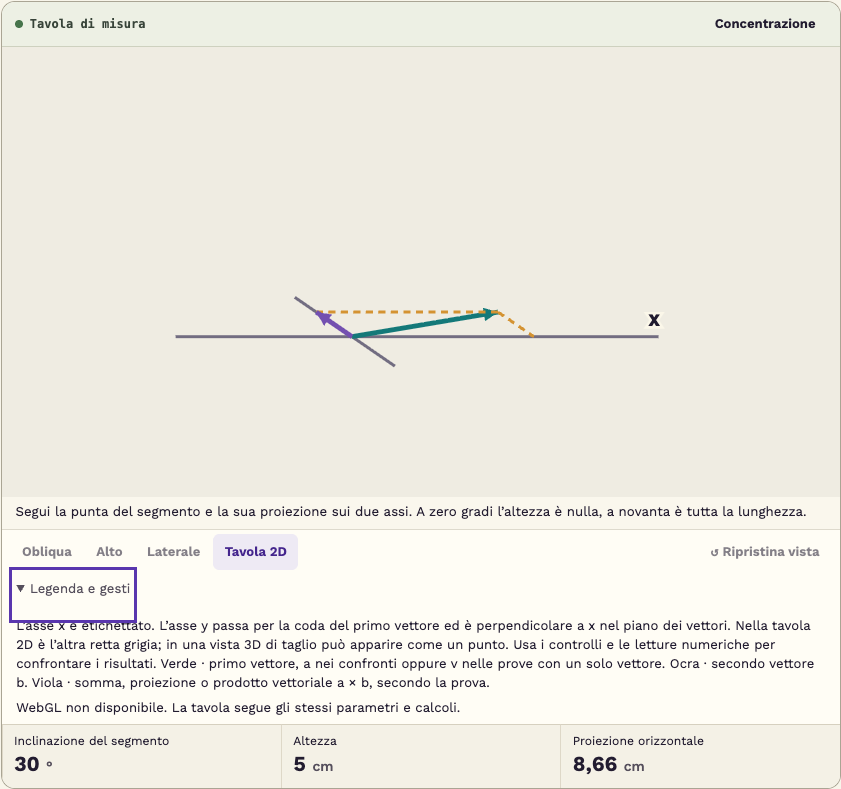 Tavola di misura
Concentrazione
x
Segui la punta del segmento e la sua proiezione sui due assi. A zero gradi l’altezza è nulla, a novanta è tutta la lunghezza.
Obliqua Alto Laterale Tavola 2D ↺ Ripristina vista
▼ Legenda e gesti
L’asse x è etichettato. L’asse y passa per la coda del primo vettore ed è perpendicolare a x nel piano dei vettori. Nella tavola
2D è l’altra retta grigia; in una vista 3D di taglio può apparire come un punto. Usa i controlli e le letture numeriche per
confrontare i risultati. Verde · primo vettore, a nei confronti oppure v nelle prove con un solo vettore. Ocra · secondo vettore
b. Viola · somma, proiezione o prodotto vettoriale a × b, secondo la prova.
WebGL non disponibile. La tavola segue gli stessi parametri e calcoli.
Inclinazione del segmento
30 °
Altezza
5 cm
Proiezione orizzontale
8,66 cm